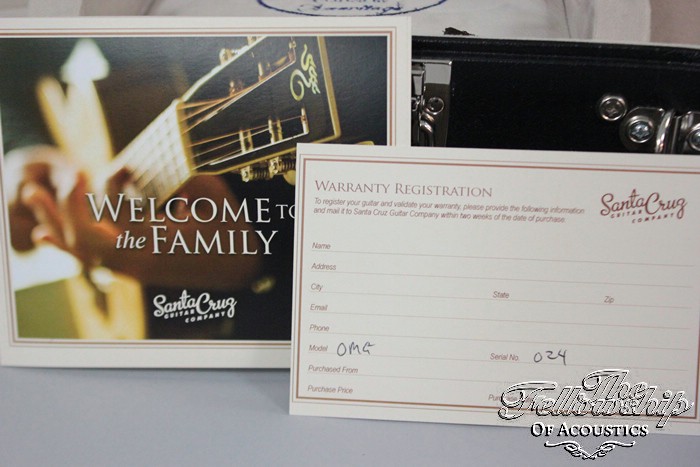 WELCOME TO
the FAMILY
Santa Cruz
GUITAR
COMPANY
WARRANTY REGISTRATION
To register your guitar and validate your warranty, please provide the following information
and mail it to Santa Cruz Guitar Company within two weeks of the date of purchase.
Santa Cruz
GUITAR
COMPANY
Name
Address
City State Zip
Email
Phone
Model OMG Serial No. 024
Purchased From
Purchase Price
The
Fellowship
OF ACOUSTICS